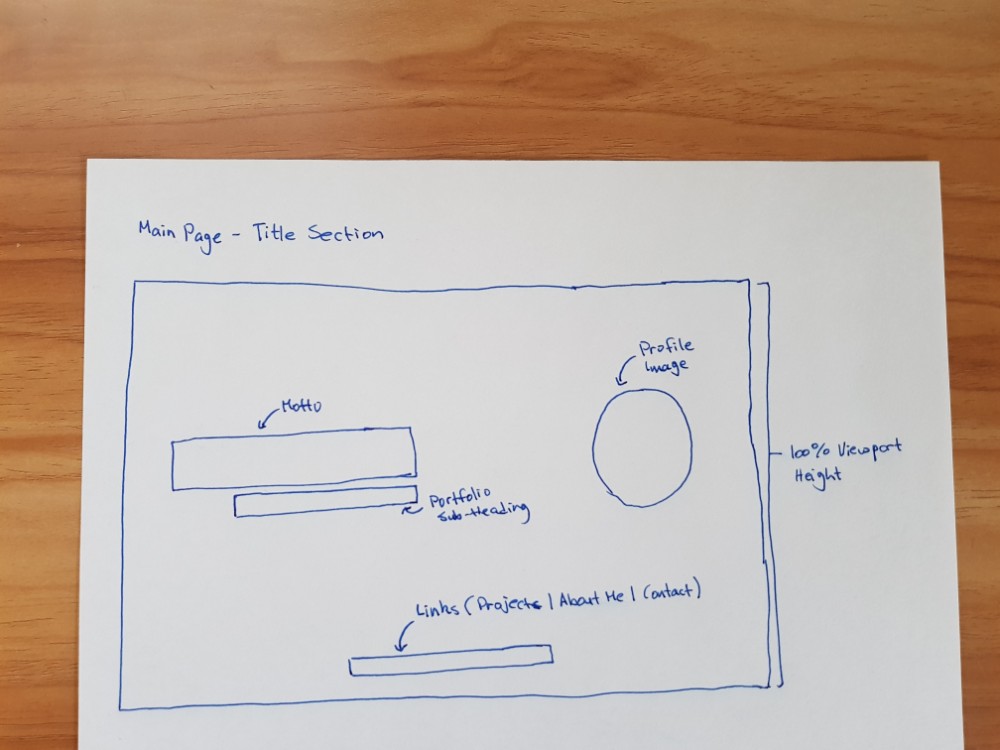 Main Page - Title Section
Profile
Image
Motto
100% Viewport
Height
Portfolio
Sub-Heading
Links (Projects | About Me | Contact)